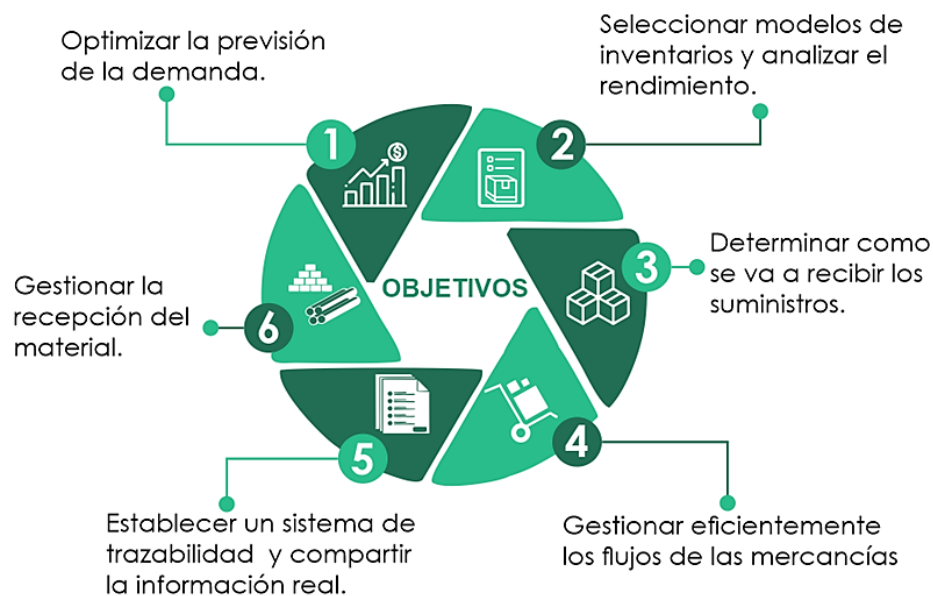 Optimizar la previsión
de la demanda.
1
Seleccionar modelos de
inventarios y analizar el
rendimiento.
2
Determinar como
se va a recibir los
suministros.
3
Gestionar eficientemente
los flujos de las mercancías
4
Establecer un sistema de
trazabilidad y compartir
la información real.
5
Gestionar la
recepción del
material.
6
OBJETIVOS
$